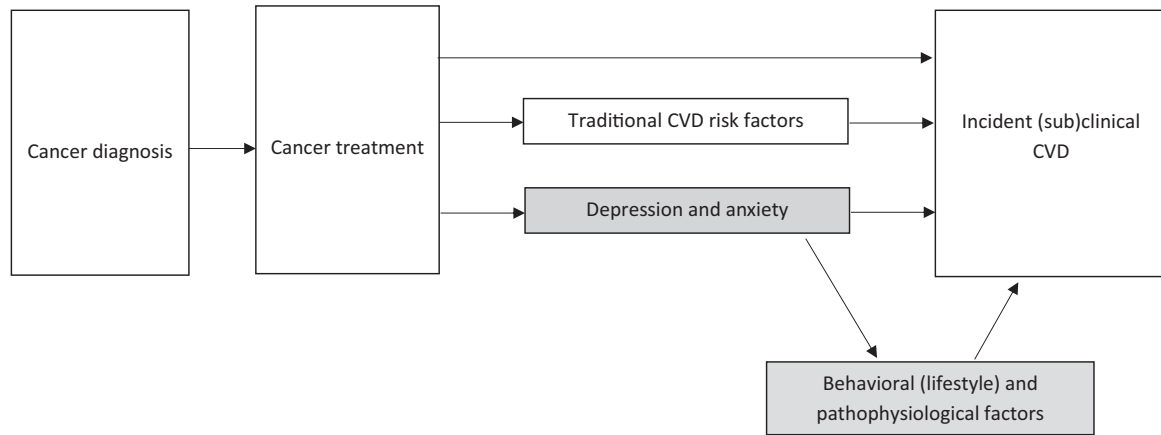 Cancer diagnosis
Cancer treatment
Traditional CVD risk factors
Depression and anxiety
Incident (sub)clinical
CVD
Behavioral (lifestyle) and
pathophysiological factors